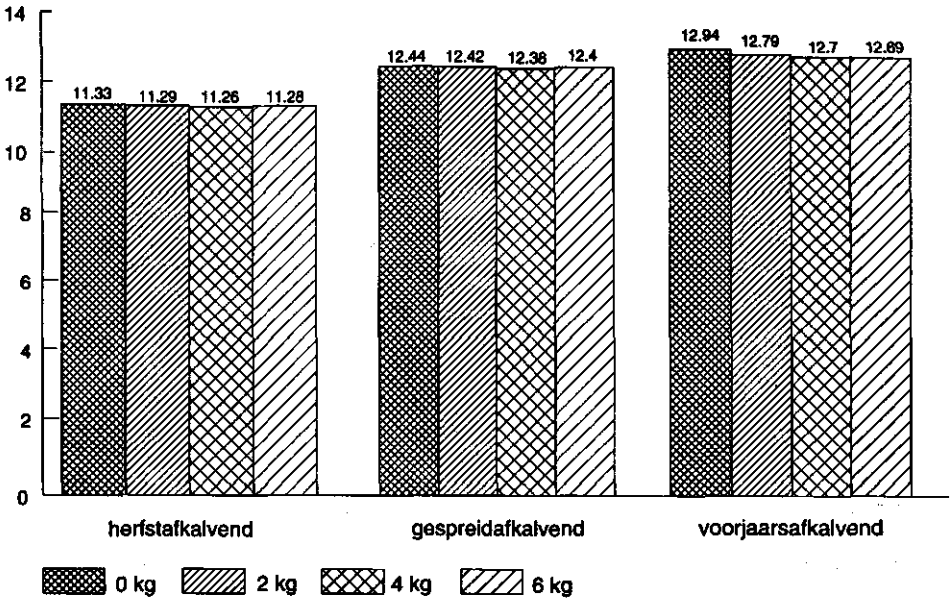 14
12
10
8
6
4
2
0
11.33 11.29 11.26 11.28
12.44 12.42 12.38 12.4
12.94 12.79 12.7 12.69
herfstafkalvend gespreidafkalvend voorjaarsafkalvend
0 kg 2 kg 4 kg 6 kg